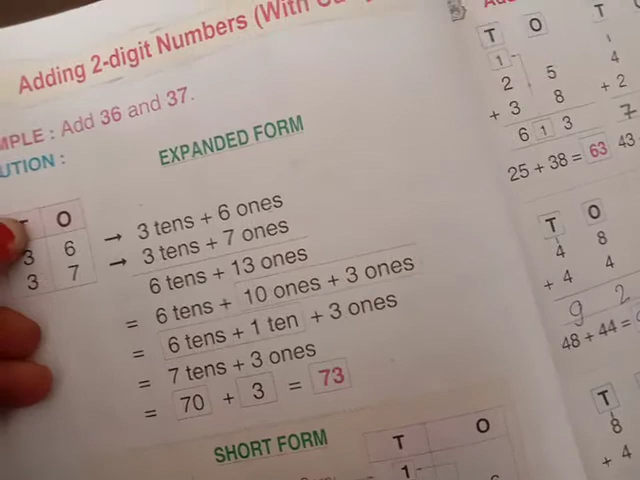 Adding 2-digit Numbers (With
: Add 36 and 37.
EXPANDED FORM
O
3 6 → 3 tens + 6 ones
3 7 → 3 tens + 7 ones
6 tens + 13 ones
= 6 tens + 10 ones + 3 ones
= 6 tens + 1 ten + 3 ones
= 7 tens + 3 ones
= 70 + 3 = 73
SHORT FORM
T O
1
T O
1
2 5
+ 3 8
6 1 3
25 + 38 = 63
T
1
4
+ 2
7
43
T O
4 8
+ 4 4
9 2
48 + 44 =
T
8
+ 4